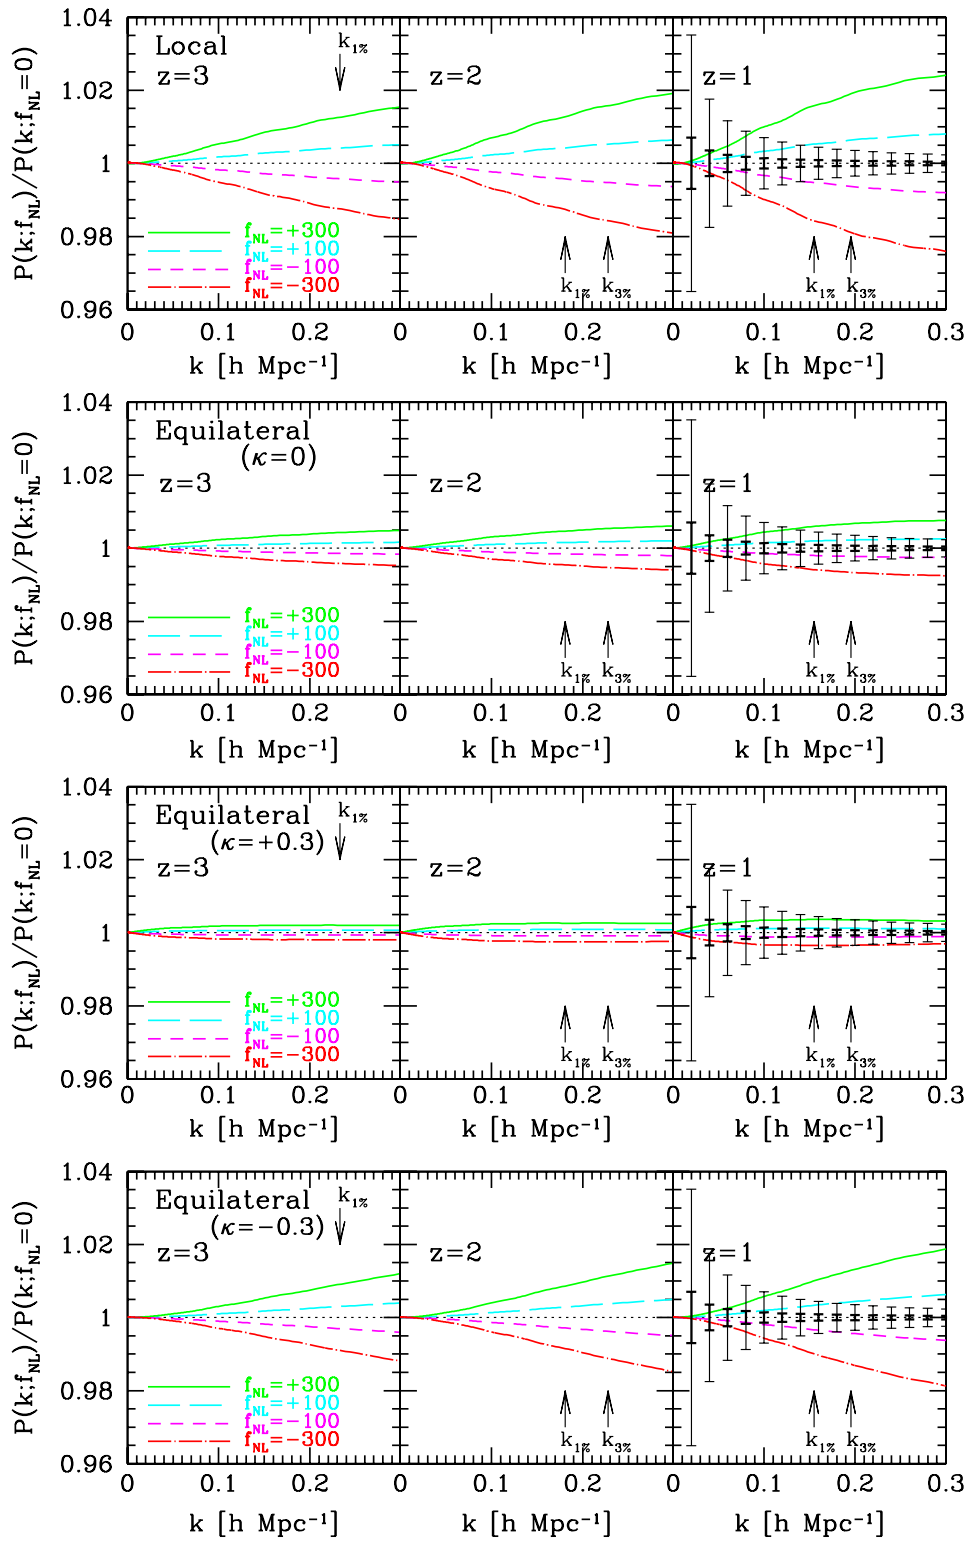 Local
k1%
z=3
z=2
z=1
1.04
1.02
1
0.98
0.96
P(k;fNL)/P(k;fNL=0)
fNL=+300
fNL=+100
fNL=−100
fNL=−300
k1% k3%
k1% k3%
0 0.1 0.2 0 0.1 0.2 0 0.1 0.2 0.3
k [h Mpc⁻¹] k [h Mpc⁻¹] k [h Mpc⁻¹]
Equilateral
(κ=0)
z=3
z=2
z=1
1.04
1.02
1
0.98
0.96
P(k;fNL)/P(k;fNL=0)
fNL=+300
fNL=+100
fNL=−100
fNL=−300
k1% k3%
k1% k3%
0 0.1 0.2 0 0.1 0.2 0 0.1 0.2 0.3
k [h Mpc⁻¹] k [h Mpc⁻¹] k [h Mpc⁻¹]
Equilateral
(κ=+0.3)
k1%
z=3
z=2
z=1
1.04
1.02
1
0.98
0.96
P(k;fNL)/P(k;fNL=0)
fNL=+300
fNL=+100
fNL=−100
fNL=−300
k1% k3%
k1% k3%
0 0.1 0.2 0 0.1 0.2 0 0.1 0.2 0.3
k [h Mpc⁻¹] k [h Mpc⁻¹] k [h Mpc⁻¹]
Equilateral
(κ=−0.3)
k1%
z=3
z=2
z=1
1.04
1.02
1
0.98
0.96
P(k;fNL)/P(k;fNL=0)
fNL=+300
fNL=+100
fNL=−100
fNL=−300
k1% k3%
k1% k3%
0 0.1 0.2 0 0.1 0.2 0 0.1 0.2 0.3
k [h Mpc⁻¹] k [h Mpc⁻¹] k [h Mpc⁻¹]